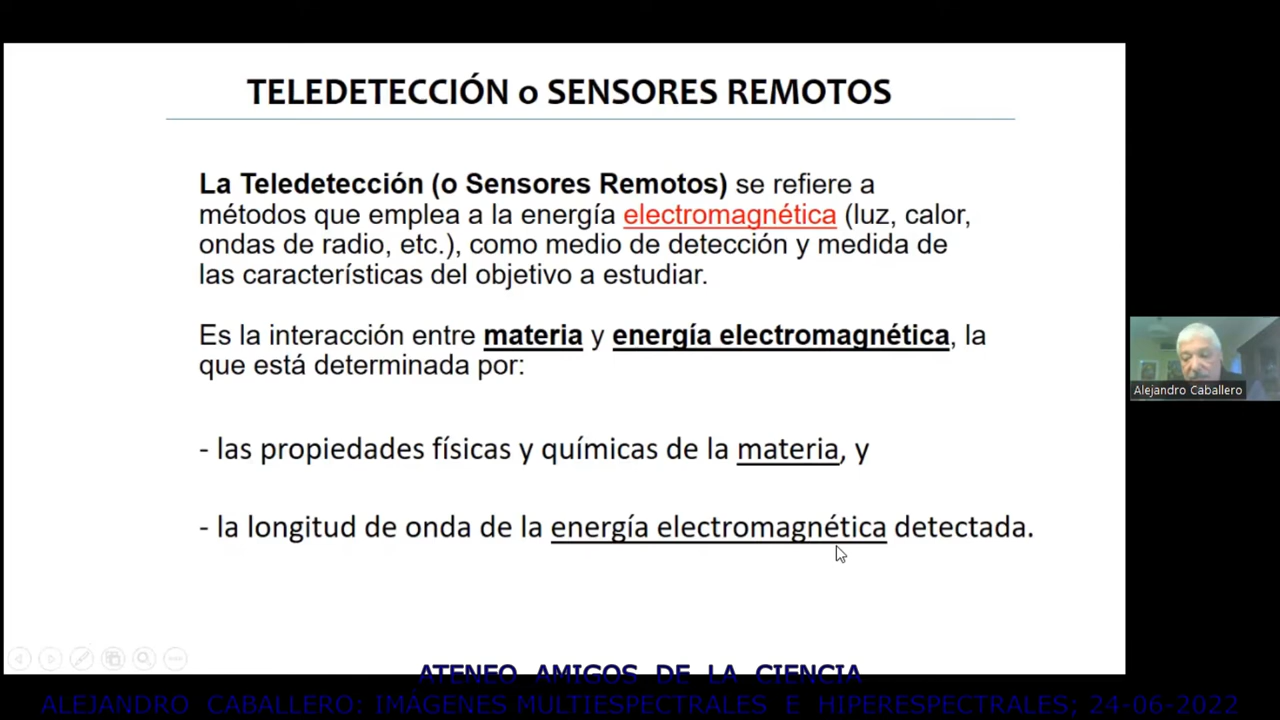 TELEDETECCIÓN o SENSORES REMOTOS
La Teledetección (o Sensores Remotos) se refiere a
métodos que emplea a la energía electromagnética (luz, calor,
ondas de radio, etc.), como medio de detección y medida de
las características del objetivo a estudiar.
Es la interacción entre materia y energía electromagnética, la
que está determinada por:
- las propiedades físicas y químicas de la materia, y
- la longitud de onda de la energía electromagnética detectada.
Alejandro Caballero
ATENEO AMIGOS DE LA CIENCIA
ALEJANDRO CABALLERO: IMÁGENES MULTIESPECTRALES E HIPERESPECTRALES; 24-06-2022